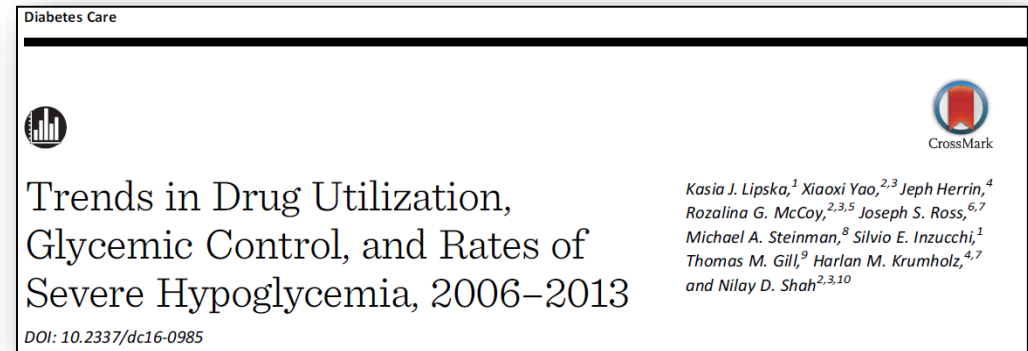 Diabetes Care
CrossMark
Trends in Drug Utilization,
Glycemic Control, and Rates of
Severe Hypoglycemia, 2006–2013
DOI: 10.2337/dc16-0985
Kasia J. Lipska,1 Xiaoxi Yao,2,3 Jeph Herrin,4
Rozalina G. McCoy,2,3,5 Joseph S. Ross,6,7
Michael A. Steinman,8 Silvio E. Inzucchi,1
Thomas M. Gill,9 Harlan M. Krumholz,4,7
and Nilay D. Shah2,3,10